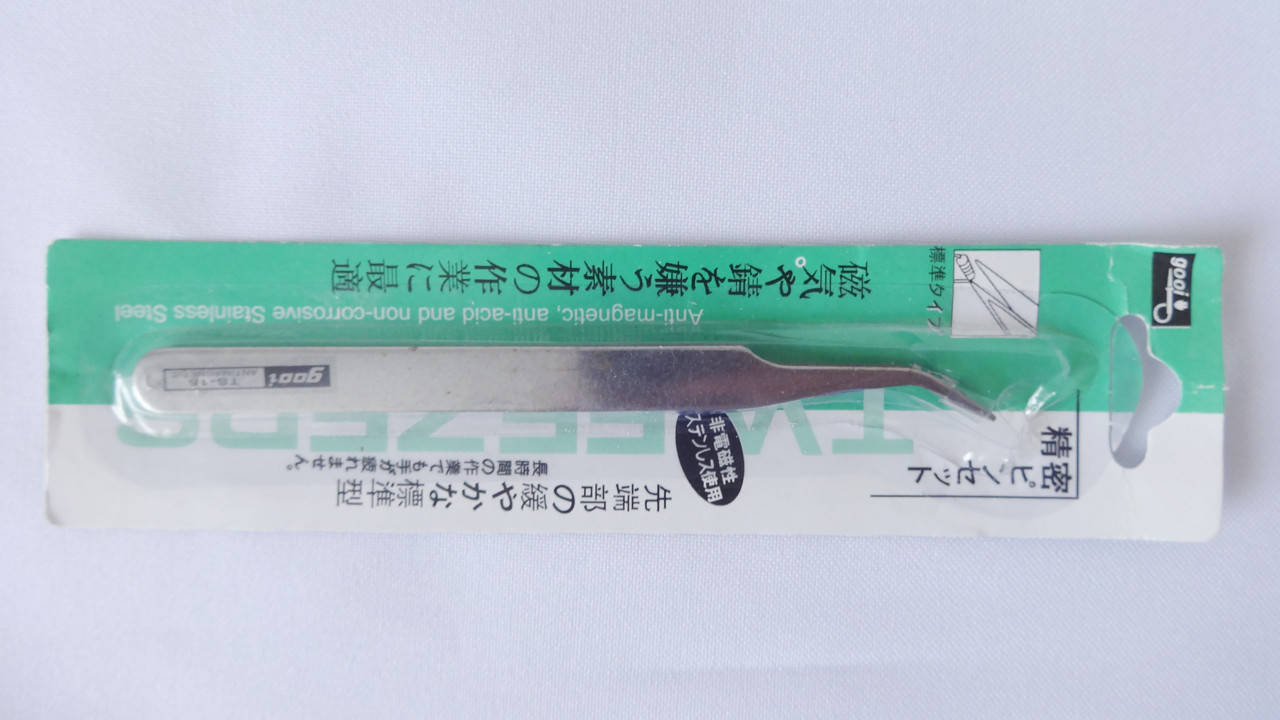 goot
精密
ピンセット
標準タイプ
磁気や錆を嫌う素材の作業に最適。
Anti-magnetic, anti-acid and non-corrosive Stainless Steel
goot
TS-15
TWEEZERS
非電磁性
ステンレス使用
先端部の緩やかな標準型
長時間の作業でも手が疲れません。